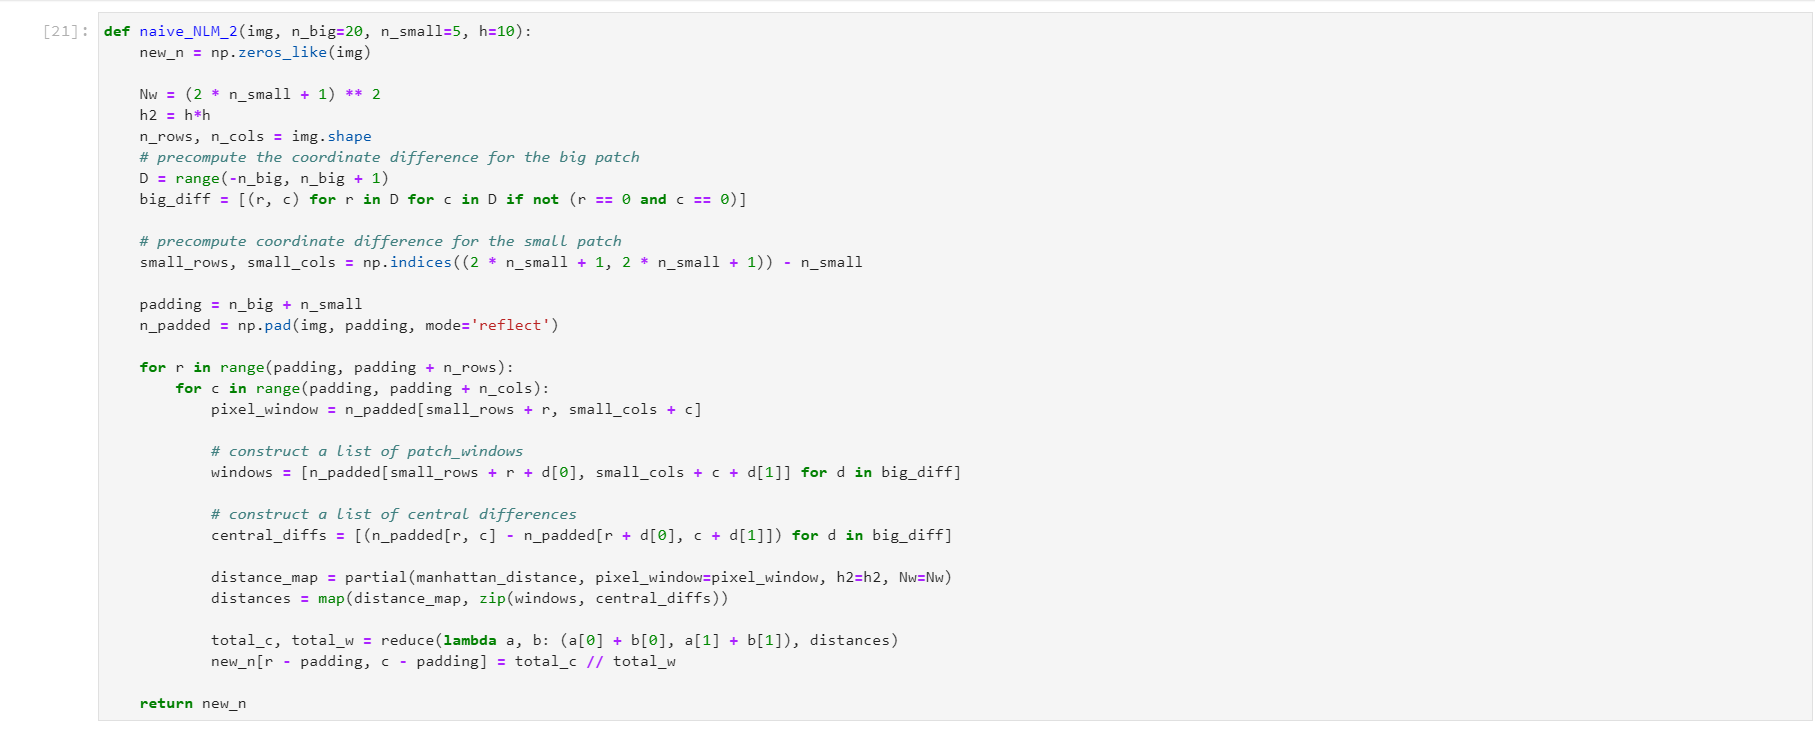 [21]: def naive_NLM_2(img, n_big=20, n_small=5, h=10):
    new_n = np.zeros_like(img)

    Nw = (2 * n_small + 1) ** 2
    h2 = h*h
    n_rows, n_cols = img.shape
    # precompute the coordinate difference for the big patch
    D = range(-n_big, n_big + 1)
    big_diff = [(r, c) for r in D for c in D if not (r == 0 and c == 0)]

    # precompute coordinate difference for the small patch
    small_rows, small_cols = np.indices((2 * n_small + 1, 2 * n_small + 1)) - n_small

    padding = n_big + n_small
    n_padded = np.pad(img, padding, mode='reflect')

    for r in range(padding, padding + n_rows):
        for c in range(padding, padding + n_cols):
            pixel_window = n_padded[small_rows + r, small_cols + c]

            # construct a list of patch_windows
            windows = [n_padded[small_rows + r + d[0], small_cols + c + d[1]] for d in big_diff]

            # construct a list of central differences
            central_diffs = [(n_padded[r, c] - n_padded[r + d[0], c + d[1]]) for d in big_diff]

            distance_map = partial(manhattan_distance, pixel_window=pixel_window, h2=h2, Nw=Nw)
            distances = map(distance_map, zip(windows, central_diffs))

            total_c, total_w = reduce(lambda a, b: (a[0] + b[0], a[1] + b[1]), distances)
            new_n[r - padding, c - padding] = total_c // total_w

    return new_n